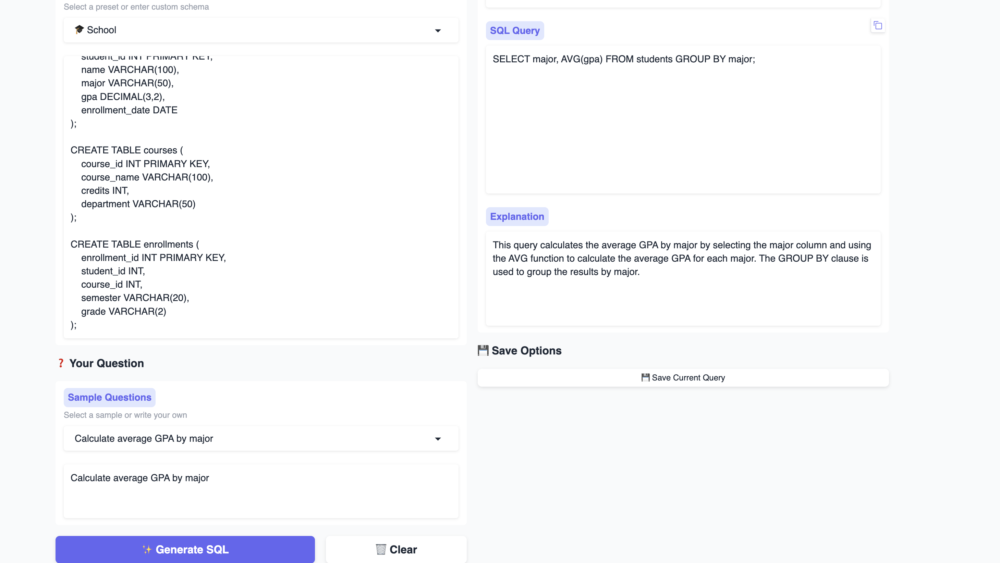 Select a preset or enter custom schema
🎓 School
student_id INT PRIMARY KEY,
name VARCHAR(100),
major VARCHAR(50),
gpa DECIMAL(3,2),
enrollment_date DATE
);
CREATE TABLE courses (
course_id INT PRIMARY KEY,
course_name VARCHAR(100),
credits INT,
department VARCHAR(50)
);
CREATE TABLE enrollments (
enrollment_id INT PRIMARY KEY,
student_id INT,
course_id INT,
semester VARCHAR(20),
grade VARCHAR(2)
);
❓ Your Question
Sample Questions
Select a sample or write your own
Calculate average GPA by major
Calculate average GPA by major
✨ Generate SQL
🗑️ Clear
SQL Query
SELECT major, AVG(gpa) FROM students GROUP BY major;
Explanation
This query calculates the average GPA by major by selecting the major column and using
the AVG function to calculate the average GPA for each major. The GROUP BY clause is
used to group the results by major.
💾 Save Options
💾 Save Current Query